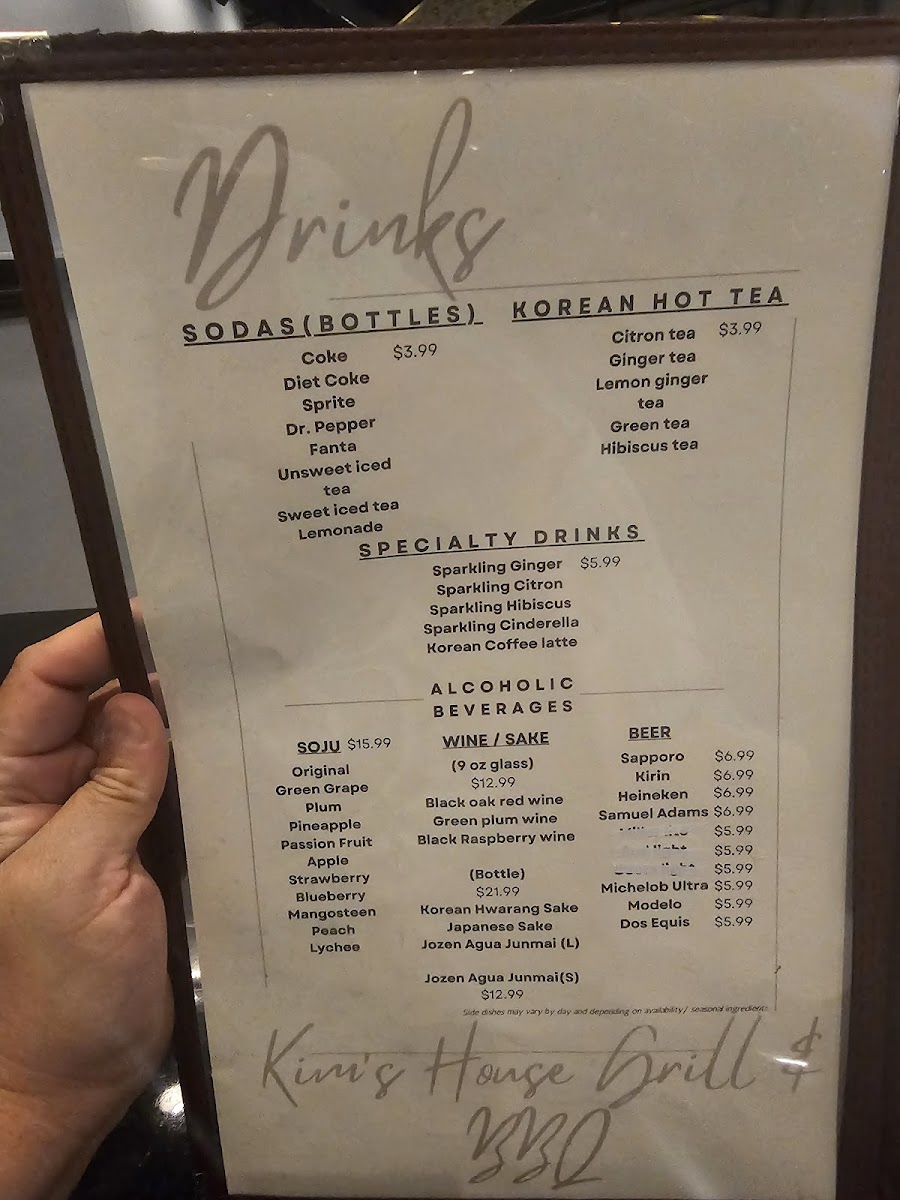 Drinks
SODAS(BOTTLES)
Coke $3.99
Diet Coke
Sprite
Dr. Pepper
Fanta
Unsweet iced
tea
Sweet iced tea
Lemonade
KOREAN HOT TEA
Citron tea $3.99
Ginger tea
Lemon ginger
tea
Green tea
Hibiscus tea
SPECIALTY DRINKS
Sparkling Ginger $5.99
Sparkling Citron
Sparkling Hibiscus
Sparkling Cinderella
Korean Coffee latte
ALCOHOLIC
BEVERAGES
SOJU $15.99
Original
Green Grape
Plum
Pineapple
Passion Fruit
Apple
Strawberry
Blueberry
Mangosteen
Peach
Lychee
WINE / SAKE
(9 oz glass)
$12.99
Black oak red wine
Green plum wine
Black Raspberry wine
(Bottle)
$21.99
Korean Hwarang Sake
Japanese Sake
Jozen Agua Junmai (L)
Jozen Agua Junmai(S)
$12.99
BEER
Sapporo $6.99
Kirin $6.99
Heineken $6.99
Samuel Adams $6.99
$5.99
$5.99
$5.99
Michelob Ultra $5.99
Modelo $5.99
Dos Equis $5.99
Side dishes may vary by day and depending on availability/ seasonal ingredients
Kim's House Grill &
BBQ